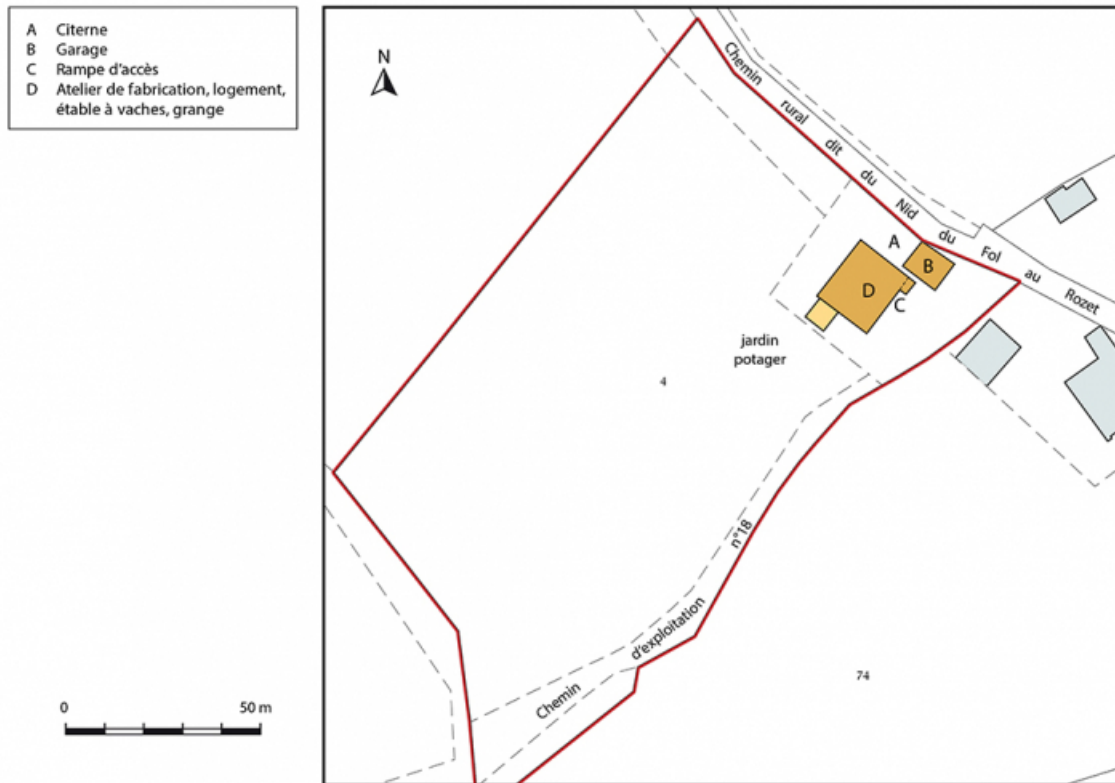 A Citerne
B Garage
C Rampe d'accès
D Atelier de fabrication, logement,
étable à vaches, grange
N
Chemin rural dit du Nid du Fol au Rozet
A
B
D
C
jardin
potager
4
n°18
Chemin d'exploitation
74
0 50 m